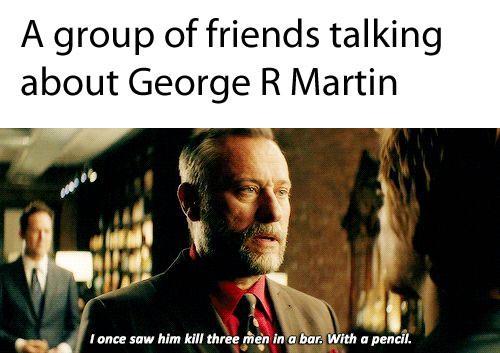 A group of friends talking
about George R Martin
I once saw him kill three men in a bar. With a pencil.